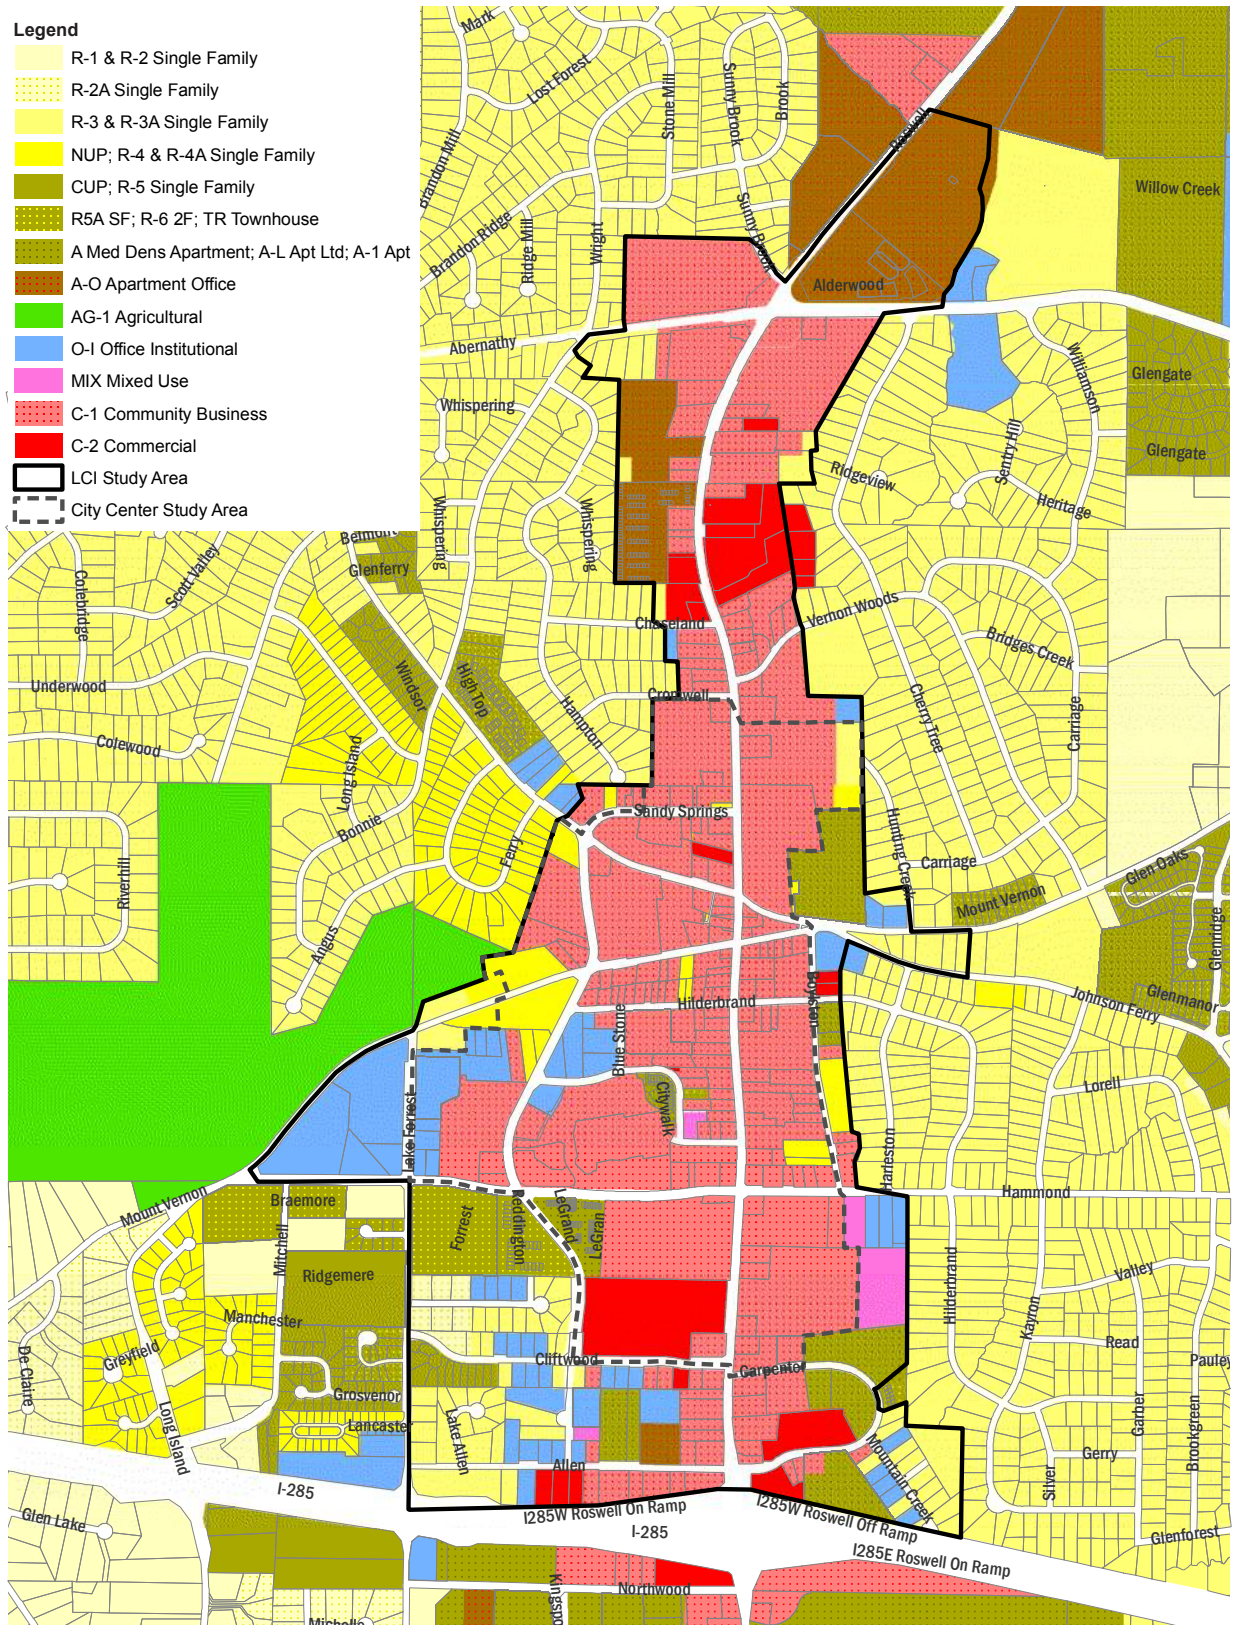 Legend
R-1 & R-2 Single Family
R-2A Single Family
R-3 & R-3A Single Family
NUP; R-4 & R-4A Single Family
CUP; R-5 Single Family
R5A SF; R-6 2F; TR Townhouse
A Med Dens Apartment; A-L Apt Ltd; A-1 Apt
A-O Apartment Office
AG-1 Agricultural
O-I Office Institutional
MIX Mixed Use
C-1 Community Business
C-2 Commercial
LCI Study Area
City Center Study Area
Mark
Lost Forest
Stone Mill
Sunny Brook
Brook
Brandon Mill
Roswell
Willow Creek
Brandon Ridge
Ridge Mill
Wright
Sunny Brook
Alderwood
Abernathy
Williamson
Glengate
Whispering
Glengate
Sentry Hill
Ridgeview
Heritage
Whispering
Whispering
Belmont
Glenferry
Scott Valley
Colebridge
Chaseland
Vernon Woods
Bridges Creek
Underwood
Windsor
High Top
Cromwell
Hampton
Cherry Tree
Carriage
Colewood
Long Island
Sandy Springs
Bonnie
Ferry
Hunting Creek
Carriage
Glen Oaks
Riverhill
Mount Vernon
Angus
Glenridge
Hilderbrand
Boylston
Johnson Ferry
Glenmanor
Blue Stone
Lorell
Citywalk
Lake Forrest
Harleston
Mount Vernon
Braemore
Hammond
Forrest
Reddington
LeGrand
LeGran
Mitchell
Ridgemere
Hilderbrand
Valley
Manchester
Kayron
Read
Greyfield
Cliftwood
Carpenter
Pauley
De Claire
Grosvenor
Lancaster
Lake Allen
Long Island
Garber
Brookgreen
Gerry
Allen
Mountain Creek
Silver
I-285
I285W Roswell On Ramp
I285W Roswell Off Ramp
I-285
I285E Roswell On Ramp
Glen Lake
Glenforest
Northwood
Kingspo
Michelle